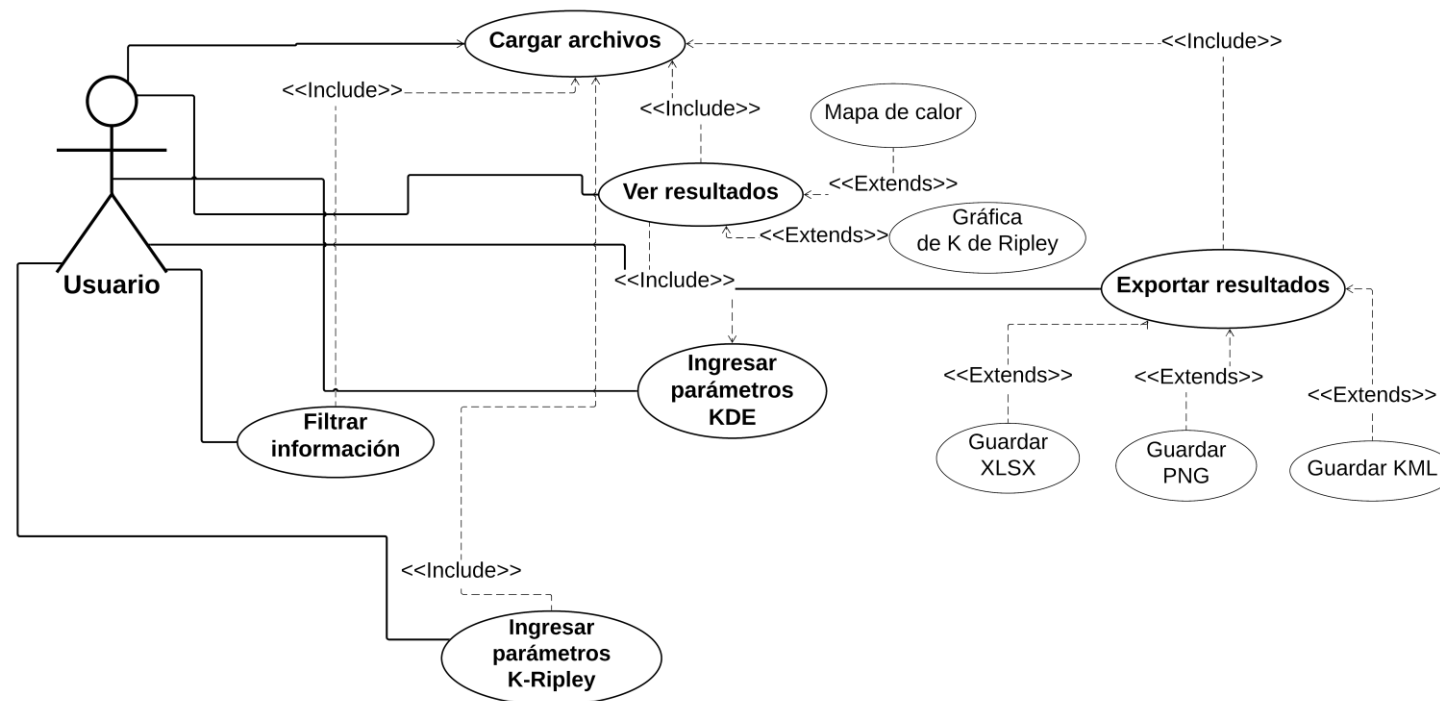 Cargar archivos
<<Include>>
<<Include>>
<<Include>>
Mapa de calor
Ver resultados
<<Extends>>
Gráfica
de K de Ripley
<<Extends>>
Usuario
<<Include>>
Exportar resultados
Ingresar
parámetros
KDE
<<Extends>>
<<Extends>>
<<Extends>>
Filtrar
información
Guardar
XLSX
Guardar
PNG
Guardar KML
<<Include>>
Ingresar
parámetros
K-Ripley